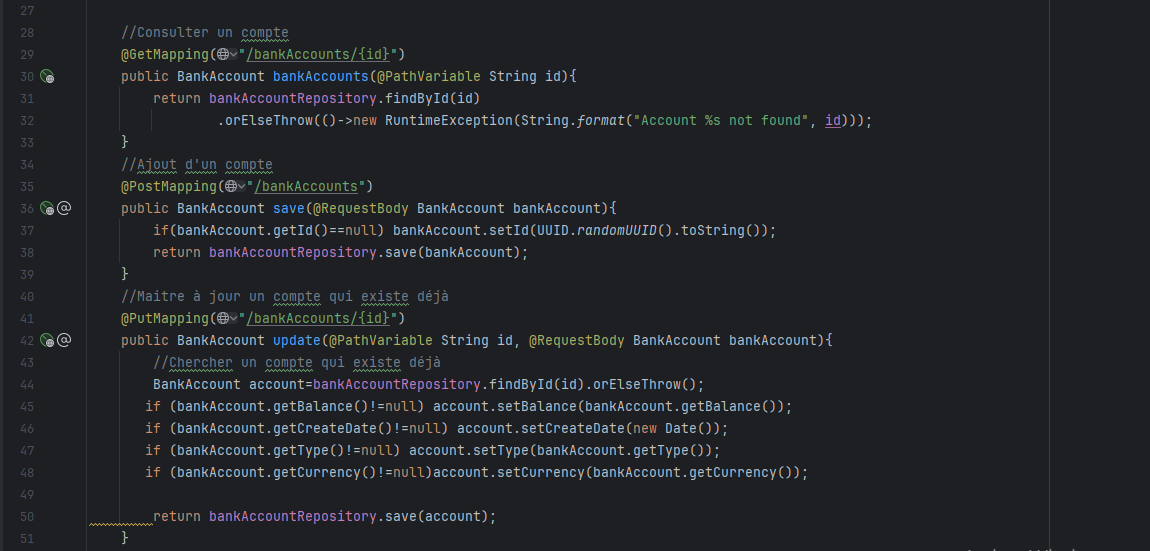 27
28 //Consulter un compte
29 @GetMapping("/bankAccounts/{id}")
30 public BankAccount bankAccounts(@PathVariable String id){
31 return bankAccountRepository.findById(id)
32 .orElseThrow(()->new RuntimeException(String.format("Account %s not found", id)));
33 }
34 //Ajout d'un compte
35 @PostMapping("/bankAccounts")
36 public BankAccount save(@RequestBody BankAccount bankAccount){
37 if(bankAccount.getId()==null) bankAccount.setId(UUID.randomUUID().toString());
38 return bankAccountRepository.save(bankAccount);
39 }
40 //Maitre à jour un compte qui existe déjà
41 @PutMapping("/bankAccounts/{id}")
42 public BankAccount update(@PathVariable String id, @RequestBody BankAccount bankAccount){
43 //Chercher un compte qui existe déjà
44 BankAccount account=bankAccountRepository.findById(id).orElseThrow();
45 if (bankAccount.getBalance()!=null) account.setBalance(bankAccount.getBalance());
46 if (bankAccount.getCreateDate()!=null) account.setCreateDate(new Date());
47 if (bankAccount.getType()!=null) account.setType(bankAccount.getType());
48 if (bankAccount.getCurrency()!=null)account.setCurrency(bankAccount.getCurrency());
49
50 return bankAccountRepository.save(account);
51 }